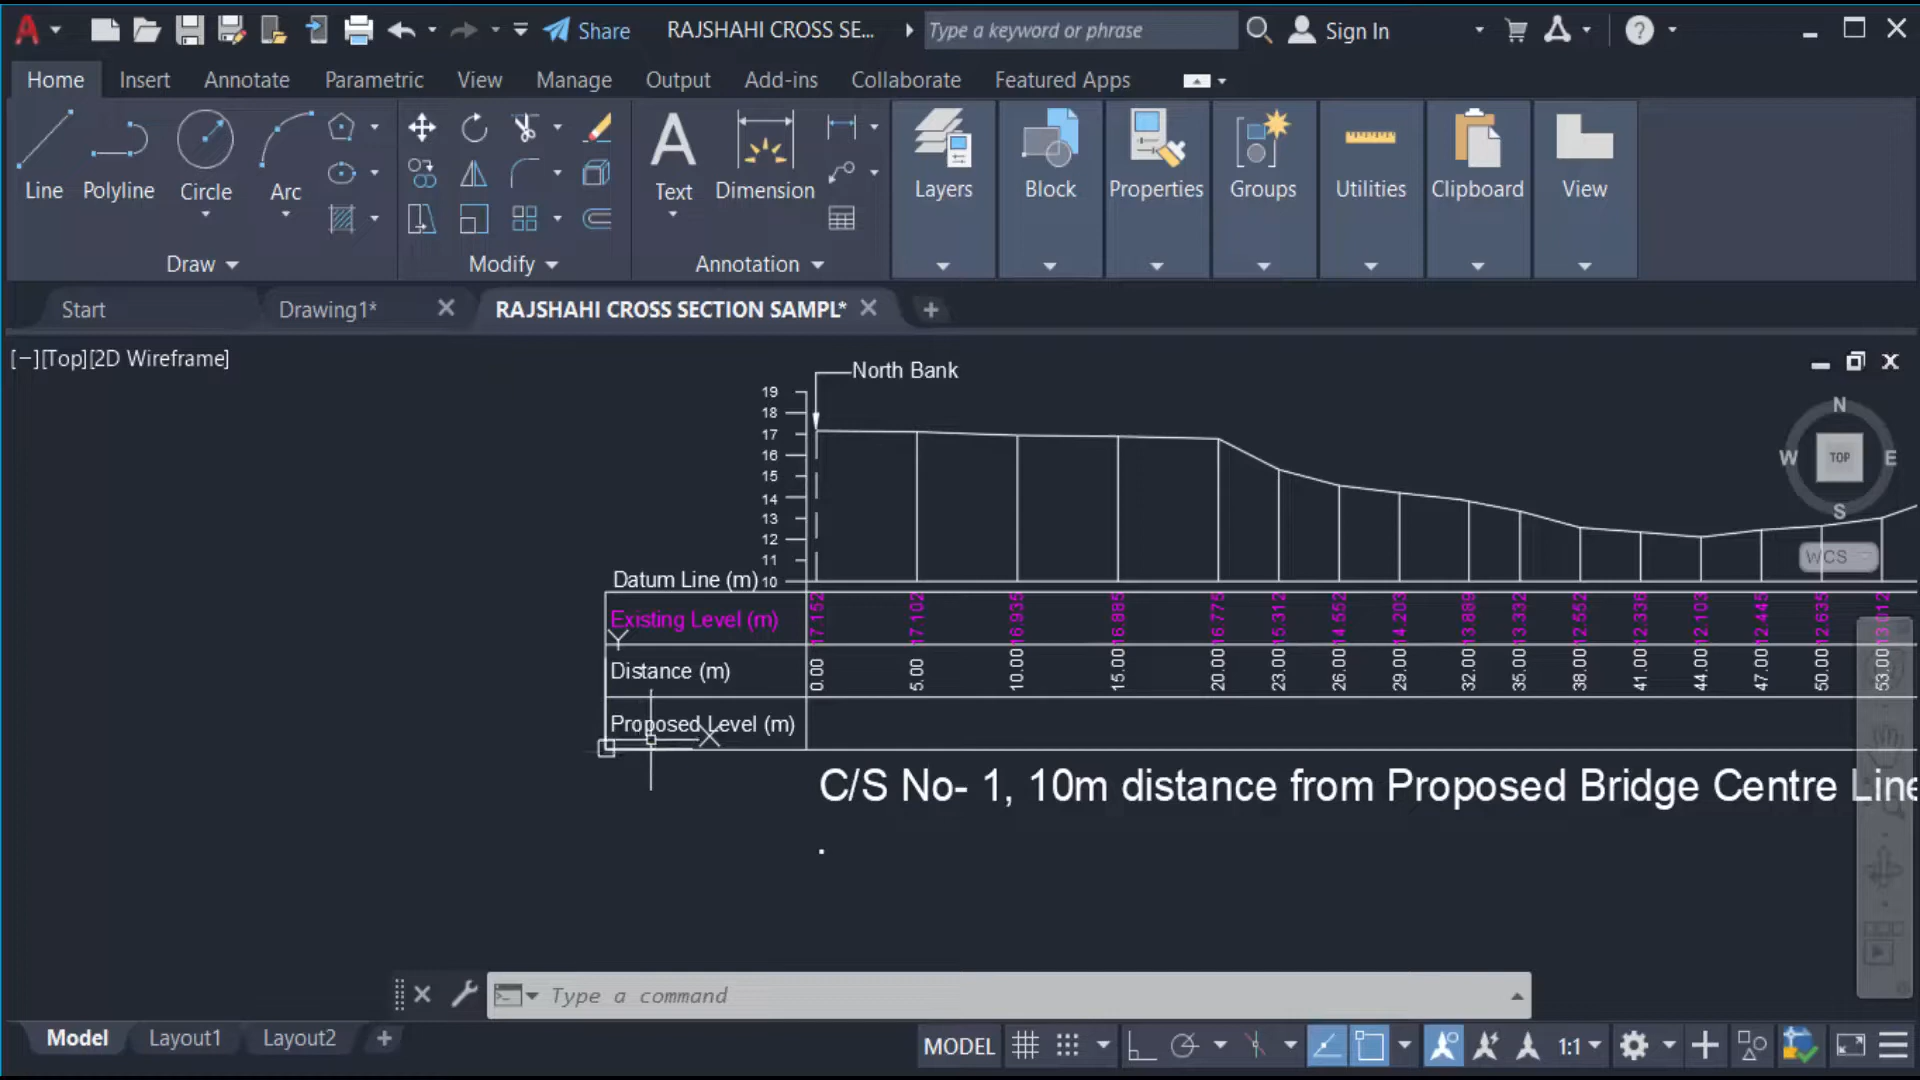 Share
RAJSHAHI CROSS SE...
Type a keyword or phrase
Sign In
Home Insert Annotate Parametric View Manage Output Add-ins Collaborate Featured Apps
Line Polyline Circle Arc
Text Dimension
Layers Block Properties Groups Utilities Clipboard View
Draw Modify Annotation
Start Drawing1* RAJSHAHI CROSS SECTION SAMPL*
[−][Top][2D Wireframe]
North Bank
19
18
17
16
15
14
13
12
11
Datum Line (m) 10
N
W TOP E
S
WCS
Existing Level (m) 17.152 17.102 16.935 16.885 16.775 15.312 14.552 14.203 13.889 13.332 12.552 12.336 12.103 12.445 12.635 13.012
Y
Distance (m) 0.00 5.00 10.00 15.00 20.00 23.00 26.00 29.00 32.00 35.00 38.00 41.00 44.00 47.00 50.00 53.00
Proposed Level (m)
X
C/S No- 1, 10m distance from Proposed Bridge Centre Line
.
Type a command
Model Layout1 Layout2
MODEL 1:1